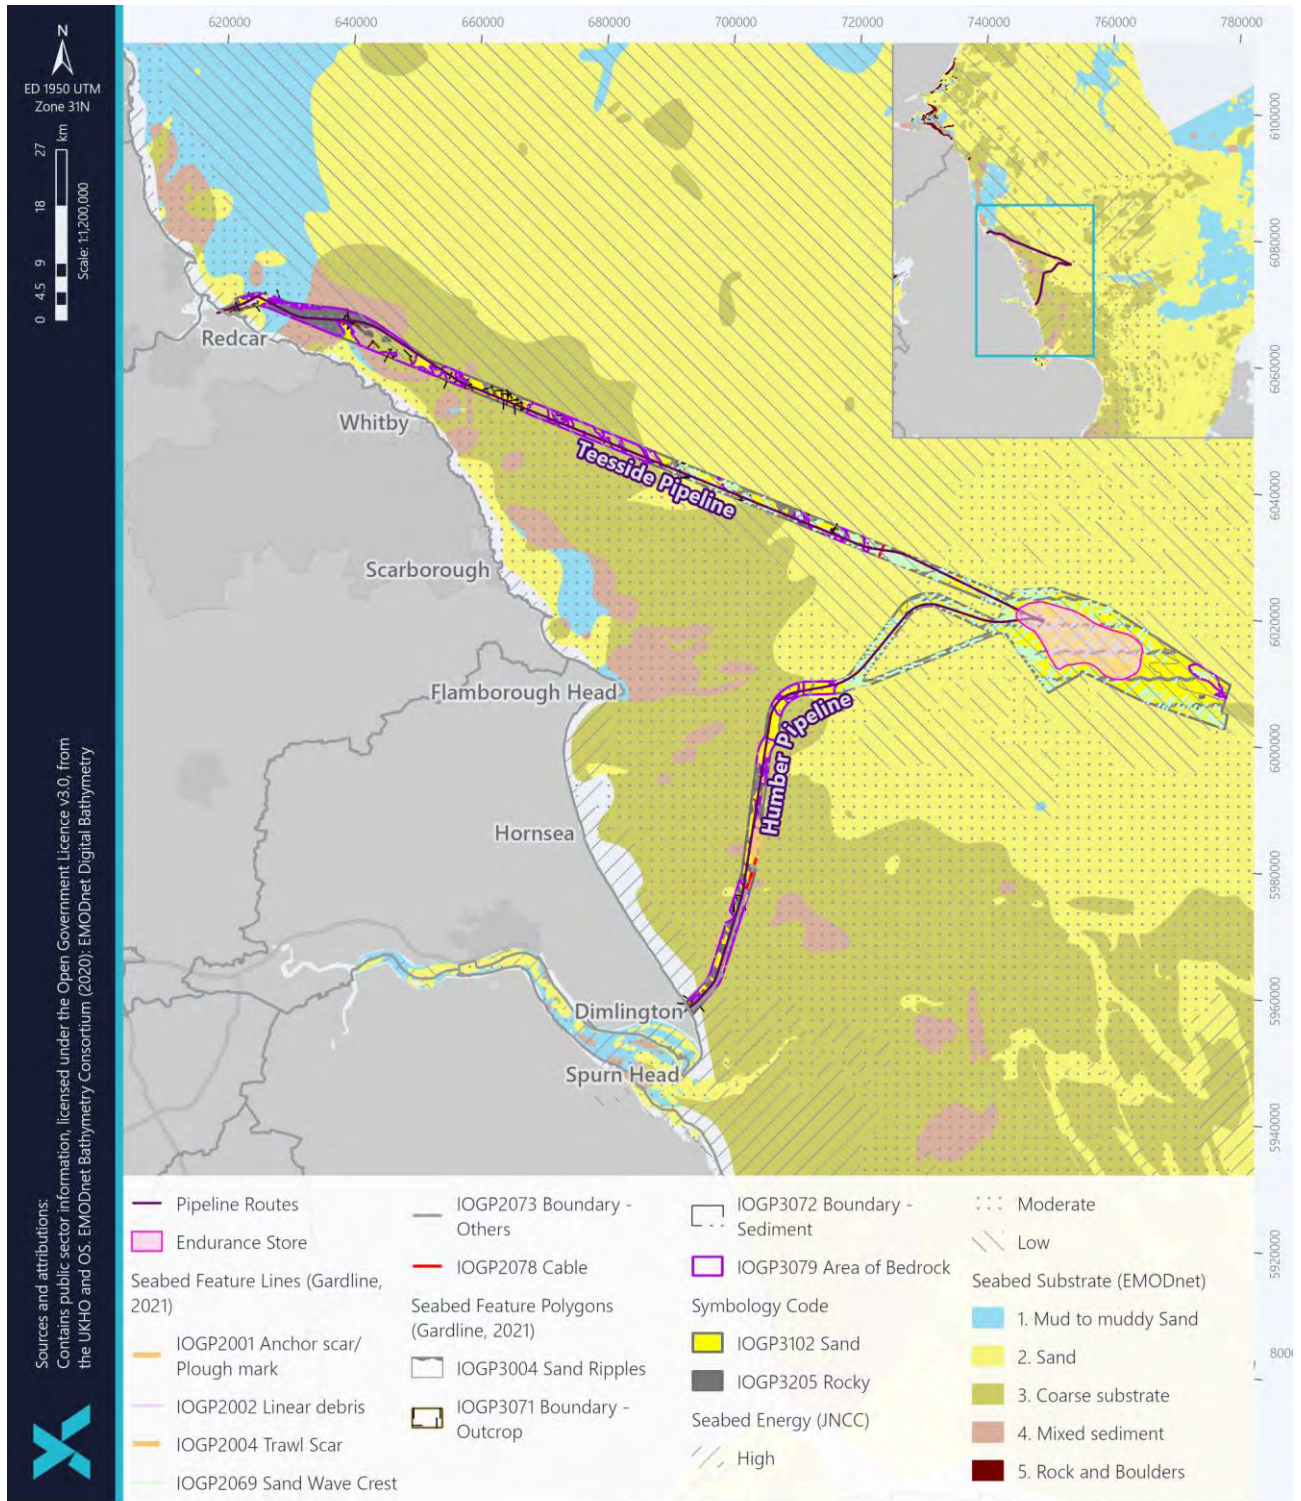 620000
640000
660000
680000
700000
720000
740000
760000
780000
N
ED 1950 UTM
Zone 31N
0 4.5 9 18 27
km
Scale: 1:1,200,000
6100000
6080000
6060000
6040000
6020000
6000000
5980000
5960000
5940000
5920000
8000
Redcar
Whitby
Teesside Pipeline
Scarborough
Flamborough Head
Humber Pipeline
Hornsea
Dimlington
Spurn Head
Sources and attributions:
Contains public sector information, licensed under the Open Government Licence v3.0, from
the UKHO and OS. EMODnet Bathymetry Consortium (2020): EMODnet Digital Bathymetry
Pipeline Routes
Endurance Store
Seabed Feature Lines (Gardline,
2021)
IOGP2001 Anchor scar/
Plough mark
IOGP2002 Linear debris
IOGP2004 Trawl Scar
IOGP2069 Sand Wave Crest
IOGP2073 Boundary -
Others
IOGP2078 Cable
Seabed Feature Polygons
(Gardline, 2021)
IOGP3004 Sand Ripples
IOGP3071 Boundary -
Outcrop
IOGP3072 Boundary -
Sediment
IOGP3079 Area of Bedrock
Symbology Code
IOGP3102 Sand
IOGP3205 Rocky
Seabed Energy (JNCC)
High
Moderate
Low
Seabed Substrate (EMODnet)
1. Mud to muddy Sand
2. Sand
3. Coarse substrate
4. Mixed sediment
5. Rock and Boulders